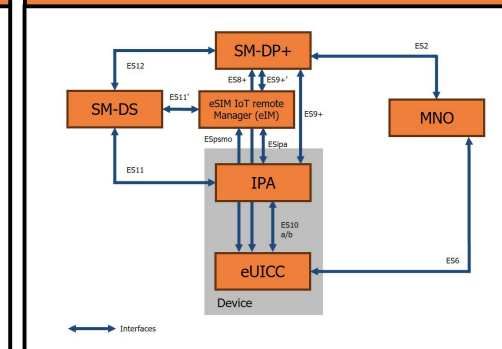 SM-DP+
ES2
ES12
ES8+
ES9+'
ES11'
SM-DS
eSIM IoT remote
Manager (eIM)
ES9+
MNO
ESpsmo
ESipa
ES11
IPA
ES10
a/b
eUICC
ES6
Device
Interfaces